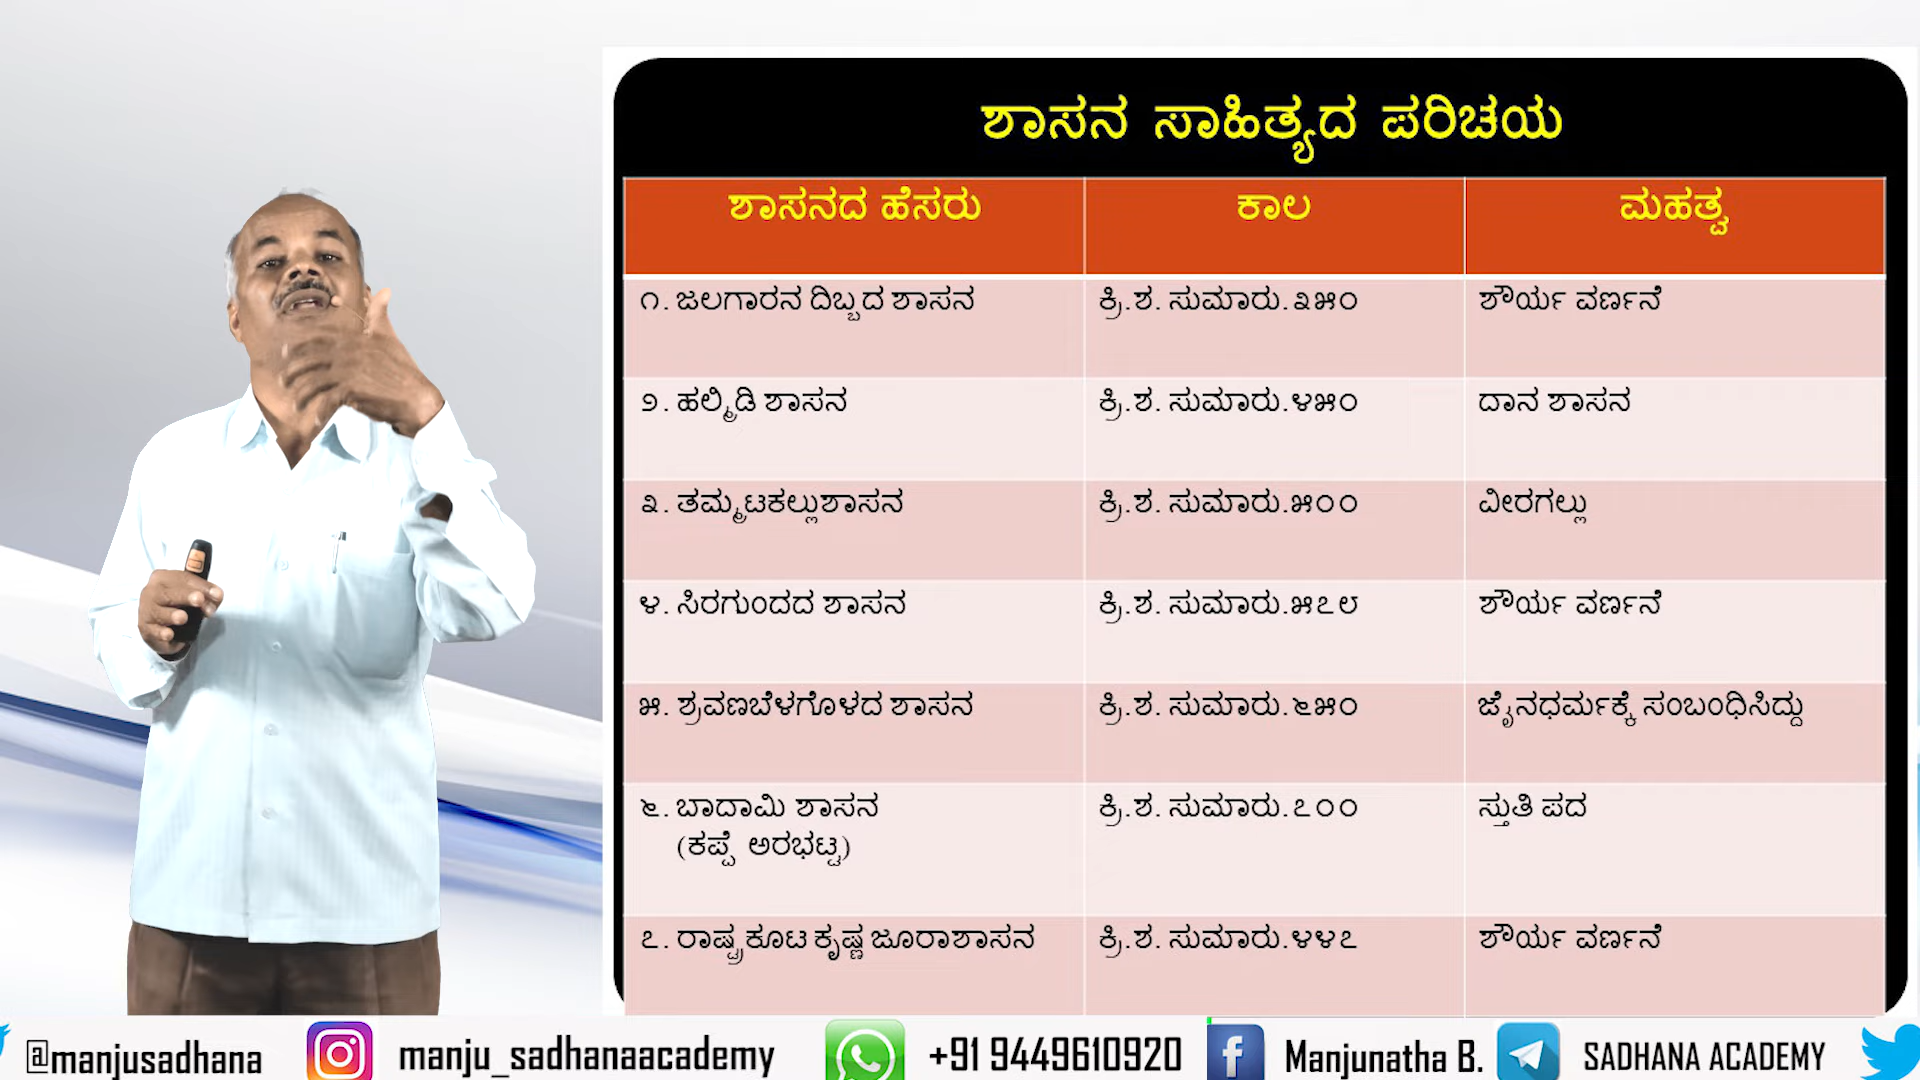 ಶಾಸನ ಸಾಹಿತ್ಯದ ಪರಿಚಯ
ಶಾಸನದ ಹೆಸರು ಕಾಲ ಮಹತ್ವ
೧. ಜಲಗಾರನ ದಿಬ್ಬದ ಶಾಸನ ಕ್ರಿ.ಶ. ಸುಮಾರು.೩೫೦ ಶೌರ್ಯ ವರ್ಣನೆ
೨. ಹಲ್ಮಿಡಿ ಶಾಸನ ಕ್ರಿ.ಶ. ಸುಮಾರು.೪೫೦ ದಾನ ಶಾಸನ
೩. ತಮ್ಮಟಕಲ್ಲುಶಾಸನ ಕ್ರಿ.ಶ. ಸುಮಾರು.೫೦೦ ವೀರಗಲ್ಲು
೪. ಸಿರಗುಂದದ ಶಾಸನ ಕ್ರಿ.ಶ. ಸುಮಾರು.೫೭೮ ಶೌರ್ಯ ವರ್ಣನೆ
೫. ಶ್ರವಣಬೆಳಗೊಳದ ಶಾಸನ ಕ್ರಿ.ಶ. ಸುಮಾರು.೬೫೦ ಜೈನಧರ್ಮಕ್ಕೆ ಸಂಬಂಧಿಸಿದ್ದು
೬. ಬಾದಾಮಿ ಶಾಸನ ಕ್ರಿ.ಶ. ಸುಮಾರು.೭೦೦ ಸ್ತುತಿ ಪದ
(ಕಪ್ಪೆ ಅರಭಟ್ಟ)
೭. ರಾಷ್ಟ್ರಕೂಟ ಕೃಷ್ಣ ಜೂರಾಶಾಸನ ಕ್ರಿ.ಶ. ಸುಮಾರು.೪೪೭ ಶೌರ್ಯ ವರ್ಣನೆ
@manjusadhana manju_sadhanaacademy +91 9449610920 Manjunatha B. SADHANA ACADEMY